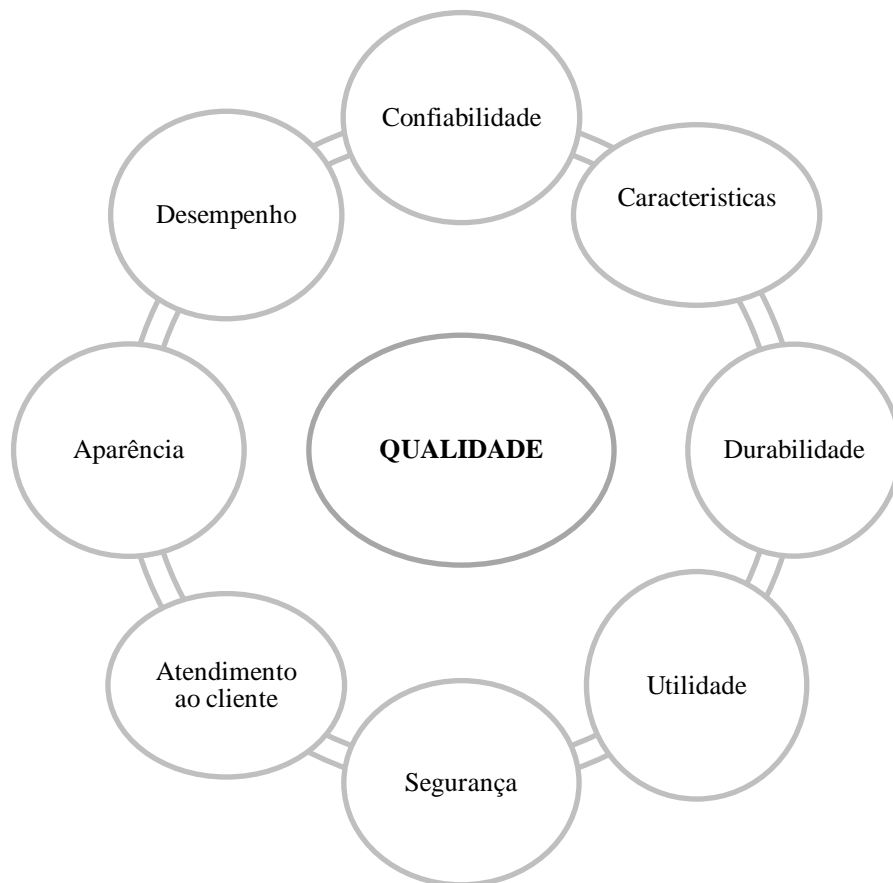 Confiabilidade
Caracteristicas
Desempenho
Aparência
QUALIDADE
Durabilidade
Atendimento
ao cliente
Utilidade
Segurança